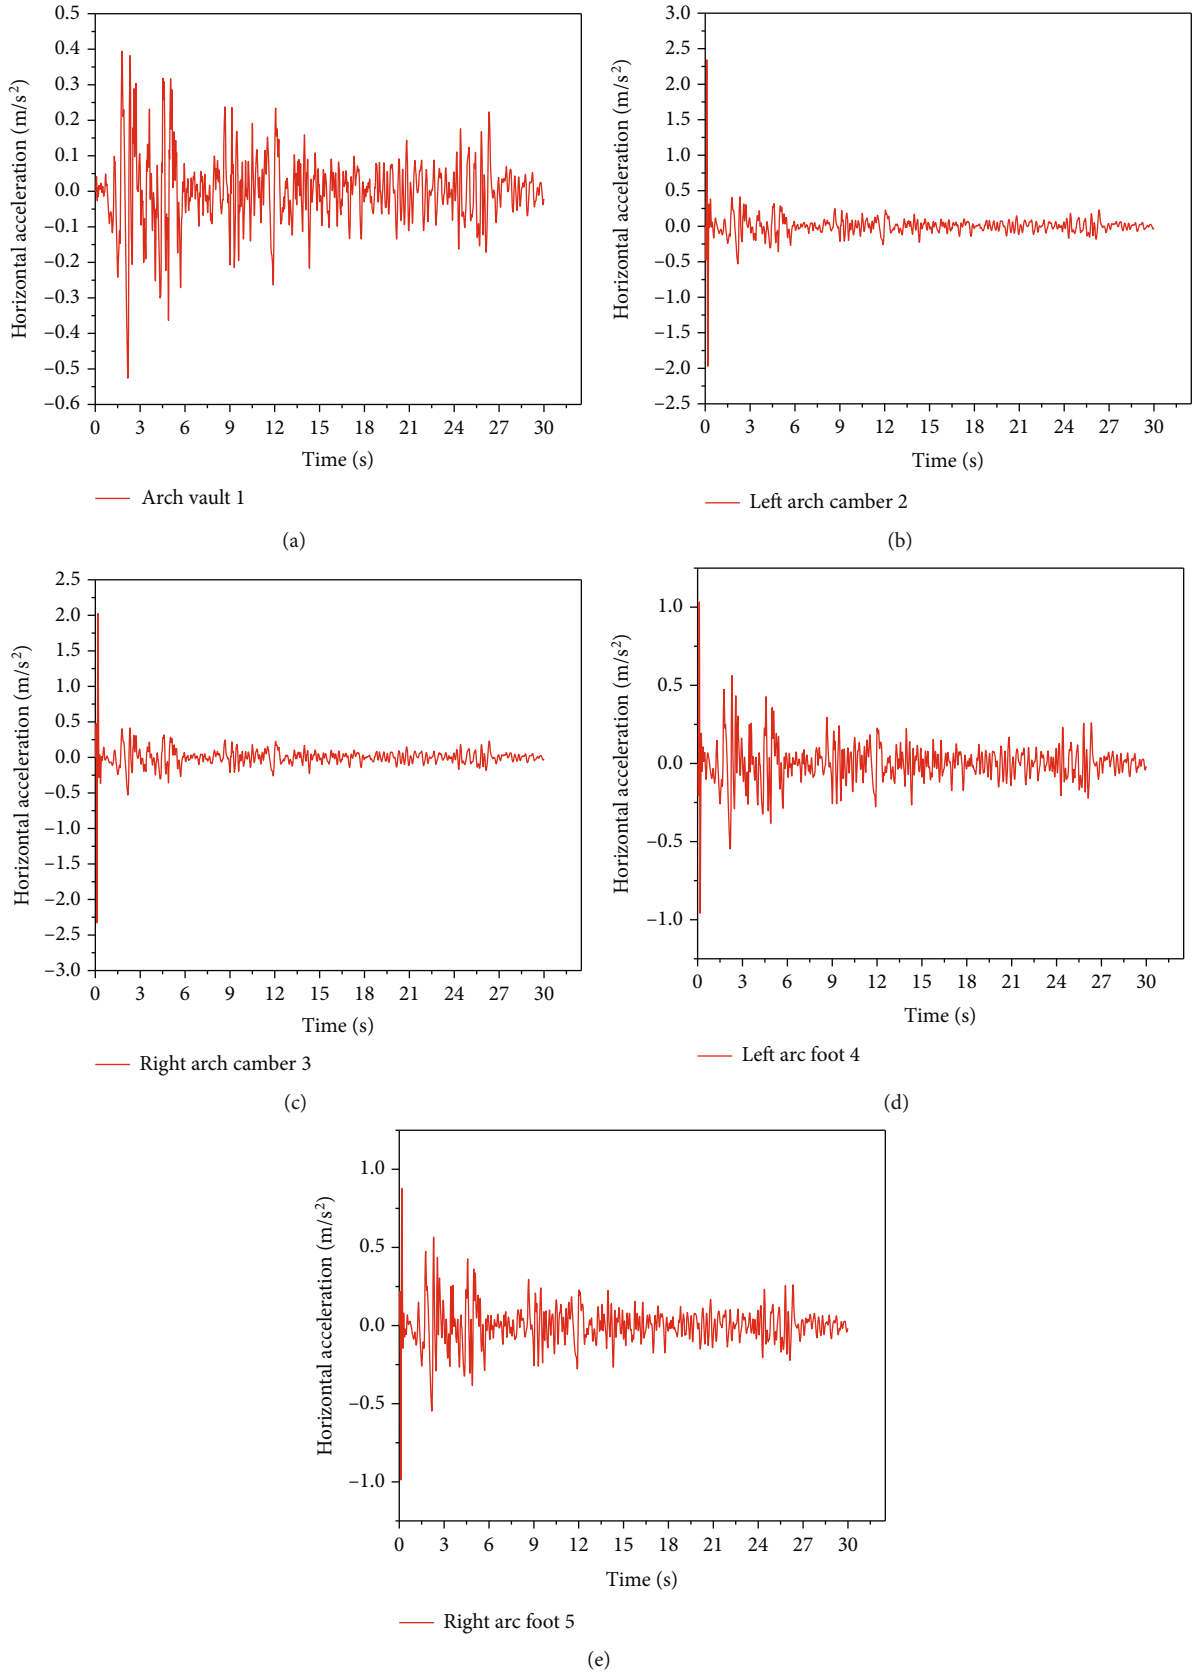 Horizontal acceleration (m/s²)
0.5
0.4
0.3
0.2
0.1
0.0
–0.1
–0.2
–0.3
–0.4
–0.5
–0.6
0 3 6 9 12 15 18 21 24 27 30
Time (s)
Arch vault 1
(a)
Horizontal acceleration (m/s²)
3.0
2.5
2.0
1.5
1.0
0.5
0.0
–0.5
–1.0
–1.5
–2.0
–2.5
0 3 6 9 12 15 18 21 24 27 30
Time (s)
Left arch camber 2
(b)
Horizontal acceleration (m/s²)
2.5
2.0
1.5
1.0
0.5
0.0
–0.5
–1.0
–1.5
–2.0
–2.5
–3.0
0 3 6 9 12 15 18 21 24 27 30
Time (s)
Right arch camber 3
(c)
Horizontal acceleration (m/s²)
1.0
0.5
0.0
–0.5
–1.0
0 3 6 9 12 15 18 21 24 27 30
Time (s)
Left arc foot 4
(d)
Horizontal acceleration (m/s²)
1.0
0.5
0.0
–0.5
–1.0
0 3 6 9 12 15 18 21 24 27 30
Time (s)
Right arc foot 5
(e)